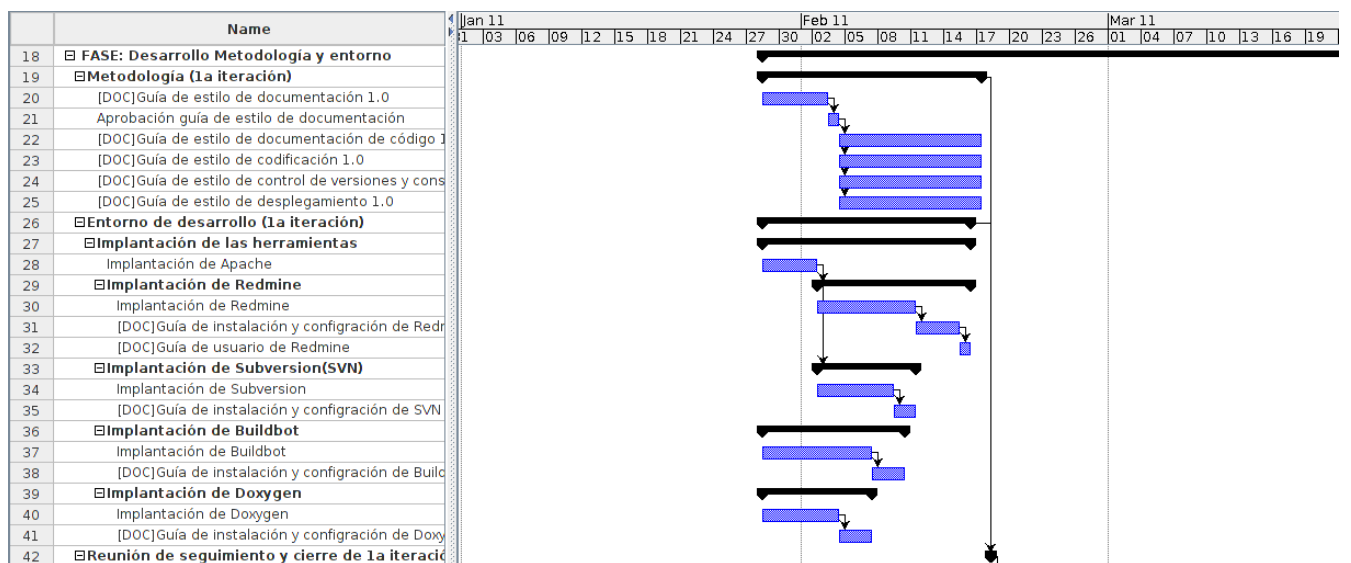 Name
Jan 11 Feb 11 Mar 11
1 03 06 09 12 15 18 21 24 27 30 02 05 08 11 14 17 20 23 26 01 04 07 10 13 16 19
18 FASE: Desarrollo Metodología y entorno
19 Metodología (1a iteración)
20 [DOC]Guía de estilo de documentación 1.0
21 Aprobación guía de estilo de documentación
22 [DOC]Guía de estilo de documentación de código 1
23 [DOC]Guía de estilo de codificación 1.0
24 [DOC]Guía de estilo de control de versiones y cons
25 [DOC]Guía de estilo de desplegamiento 1.0
26 Entorno de desarrollo (1a iteración)
27 Implantación de las herramientas
28 Implantación de Apache
29 Implantación de Redmine
30 Implantación de Redmine
31 [DOC]Guía de instalación y configración de Redr
32 [DOC]Guía de usuario de Redmine
33 Implantación de Subversion(SVN)
34 Implantación de Subversion
35 [DOC]Guía de instalación y configración de SVN
36 Implantación de Buildbot
37 Implantación de Buildbot
38 [DOC]Guía de instalación y configración de Build
39 Implantación de Doxygen
40 Implantación de Doxygen
41 [DOC]Guía de instalación y configración de Doxy
42 Reunión de seguimiento y cierre de 1a iteració